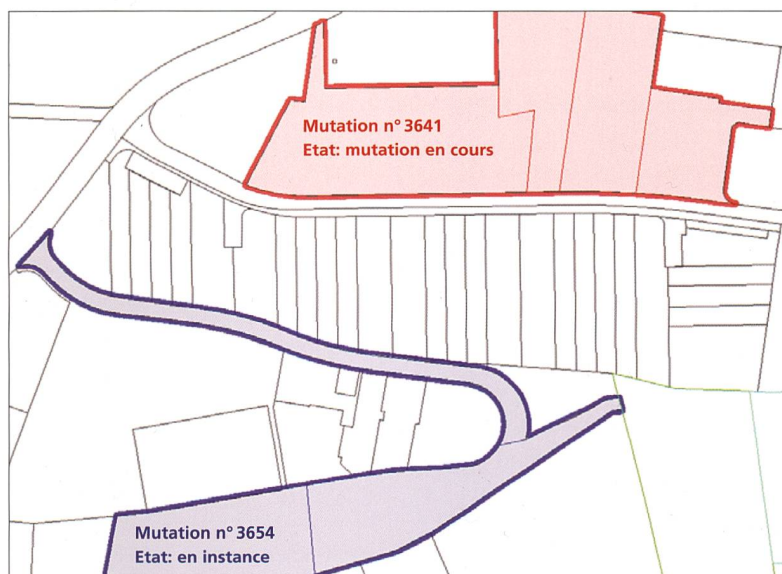 Mutation n° 3641
Etat: mutation en cours
Mutation n° 3654
Etat: en instance